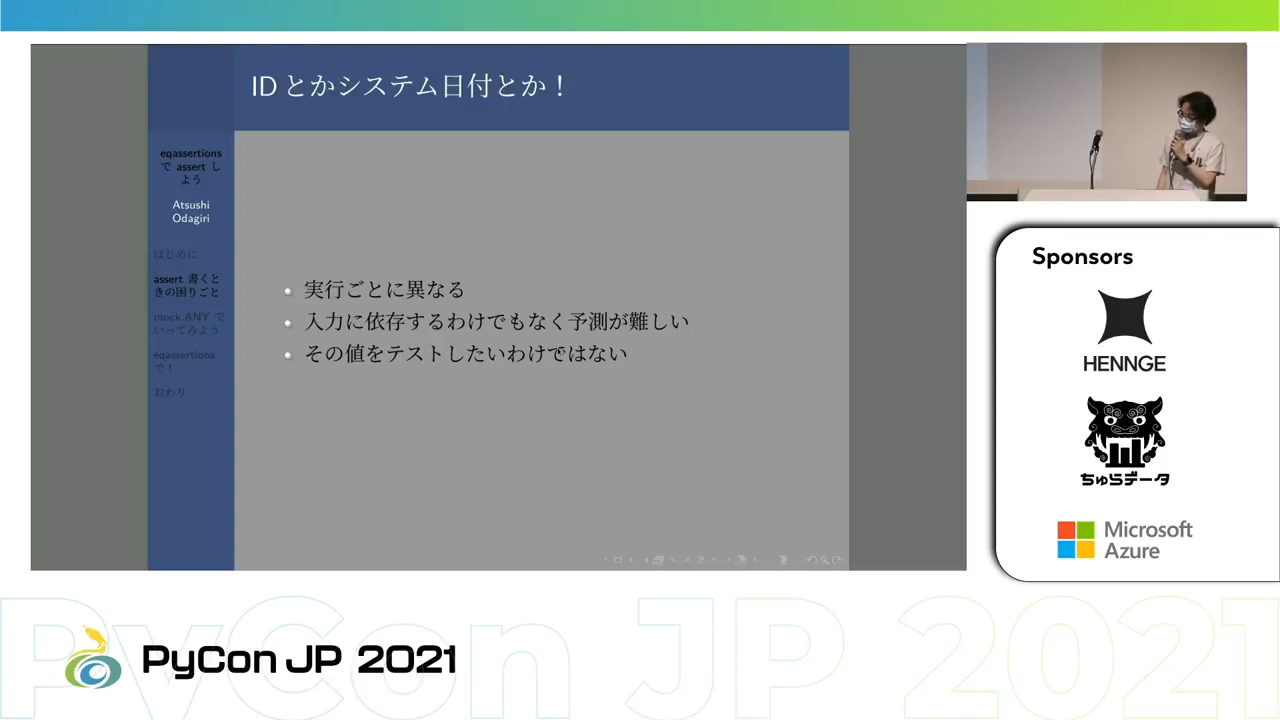 IDとかシステム日付とか！
eqassertions
で assert し
よう
Atsushi
Odagiri
はじめに
assert 書くと
きの困りごと
mock.ANY で
いってみよう
eqassertions
で！
おわり
実行ごとに異なる
入力に依存するわけでもなく予測が難しい
その値をテストしたいわけではない
Sponsors
HENNGE
ちゅらデータ
Microsoft
Azure
PyCon JP 2021
PyCon JP 2021